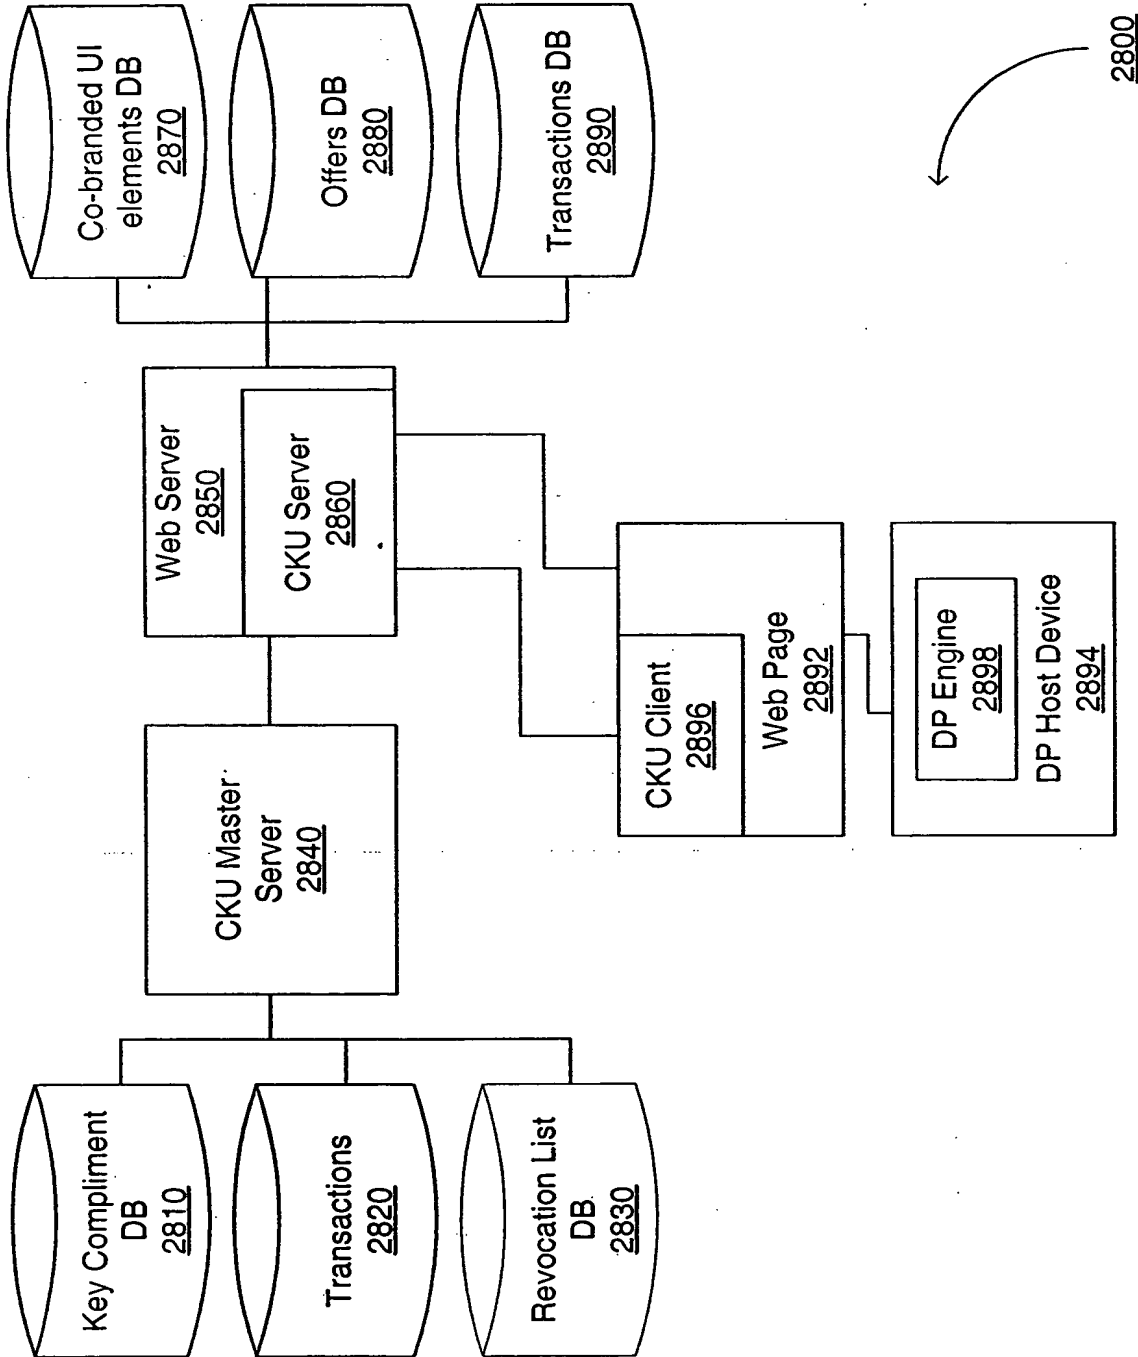 Key Compliment
DB
2810
Transactions
2820
Revocation List
DB
2830
CKU Master
Server
2840
Web Server
2850
CKU Server
2860
Co-branded UI
elements DB
2870
Offers DB
2880
Transactions DB
2890
CKU Client
2896
Web Page
2892
DP Engine
2898
DP Host Device
2894
2800